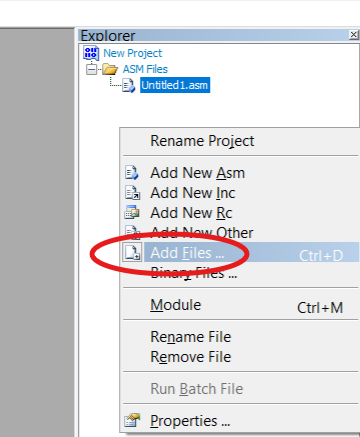 Explorer
New Project
ASM Files
Untitled1.asm
Rename Project
Add New Asm
Add New Inc
Add New Rc
Add New Other
Add Files ... Ctrl+D
Binary Files ...
Module Ctrl+M
Rename File
Remove File
Run Batch File
Properties ...